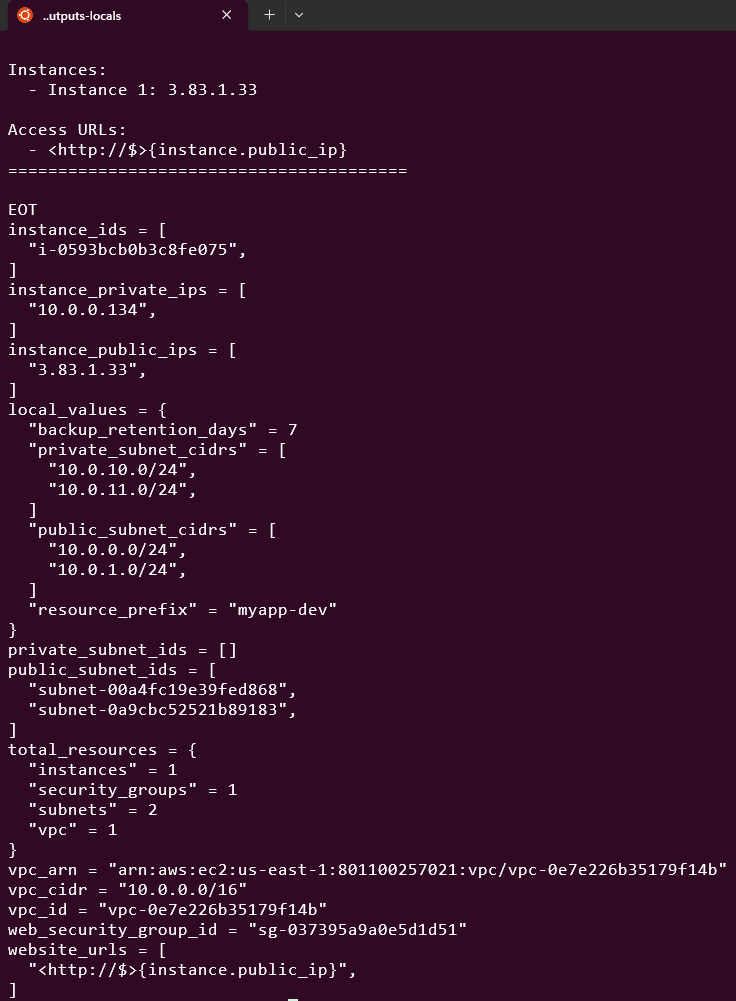 ..utputs-locals
Instances:
  - Instance 1: 3.83.1.33
Access URLs:
  - <http://$>{instance.public_ip}
========================================
EOT
instance_ids = [
  "i-0593bcb0b3c8fe075",
]
instance_private_ips = [
  "10.0.0.134",
]
instance_public_ips = [
  "3.83.1.33",
]
local_values = {
  "backup_retention_days" = 7
  "private_subnet_cidrs" = [
    "10.0.10.0/24",
    "10.0.11.0/24",
  ]
  "public_subnet_cidrs" = [
    "10.0.0.0/24",
    "10.0.1.0/24",
  ]
  "resource_prefix" = "myapp-dev"
}
private_subnet_ids = []
public_subnet_ids = [
  "subnet-00a4fc19e39fed868",
  "subnet-0a9cbc52521b89183",
]
total_resources = {
  "instances" = 1
  "security_groups" = 1
  "subnets" = 2
  "vpc" = 1
}
vpc_arn = "arn:aws:ec2:us-east-1:801100257021:vpc/vpc-0e7e226b35179f14b"
vpc_cidr = "10.0.0.0/16"
vpc_id = "vpc-0e7e226b35179f14b"
web_security_group_id = "sg-037395a9a0e5d1d51"
website_urls = [
  "<http://$>{instance.public_ip}",
]